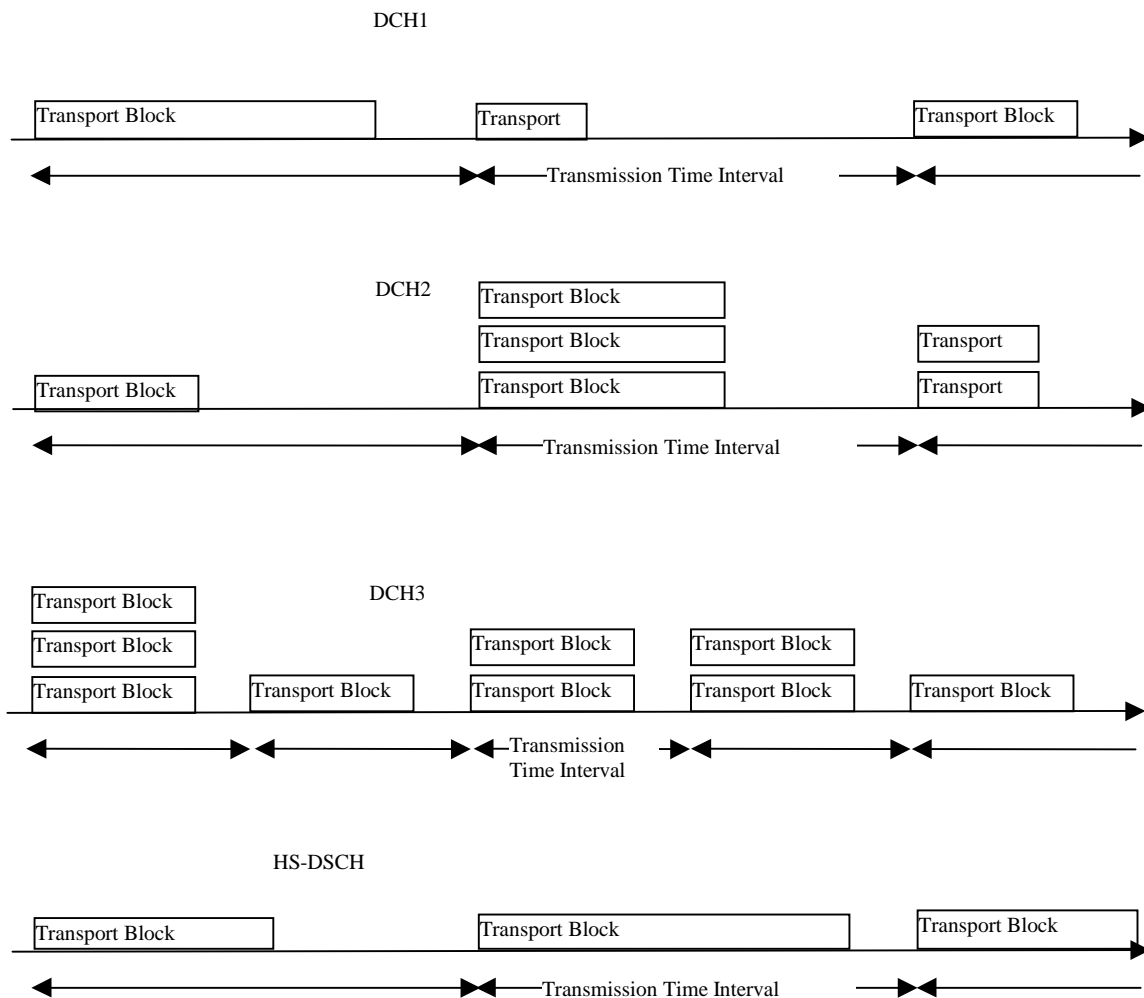 DCH1
Transport Block
Transport
Transport Block
Transmission Time Interval
DCH2
Transport Block
Transport Block
Transport
Transport Block
Transport Block
Transport
Transmission Time Interval
DCH3
Transport Block
Transport Block
Transport Block
Transport Block
Transport Block
Transport Block
Transport Block
Transport Block
Transport Block
Transmission
Time Interval
HS-DSCH
Transport Block
Transport Block
Transport Block
Transmission Time Interval